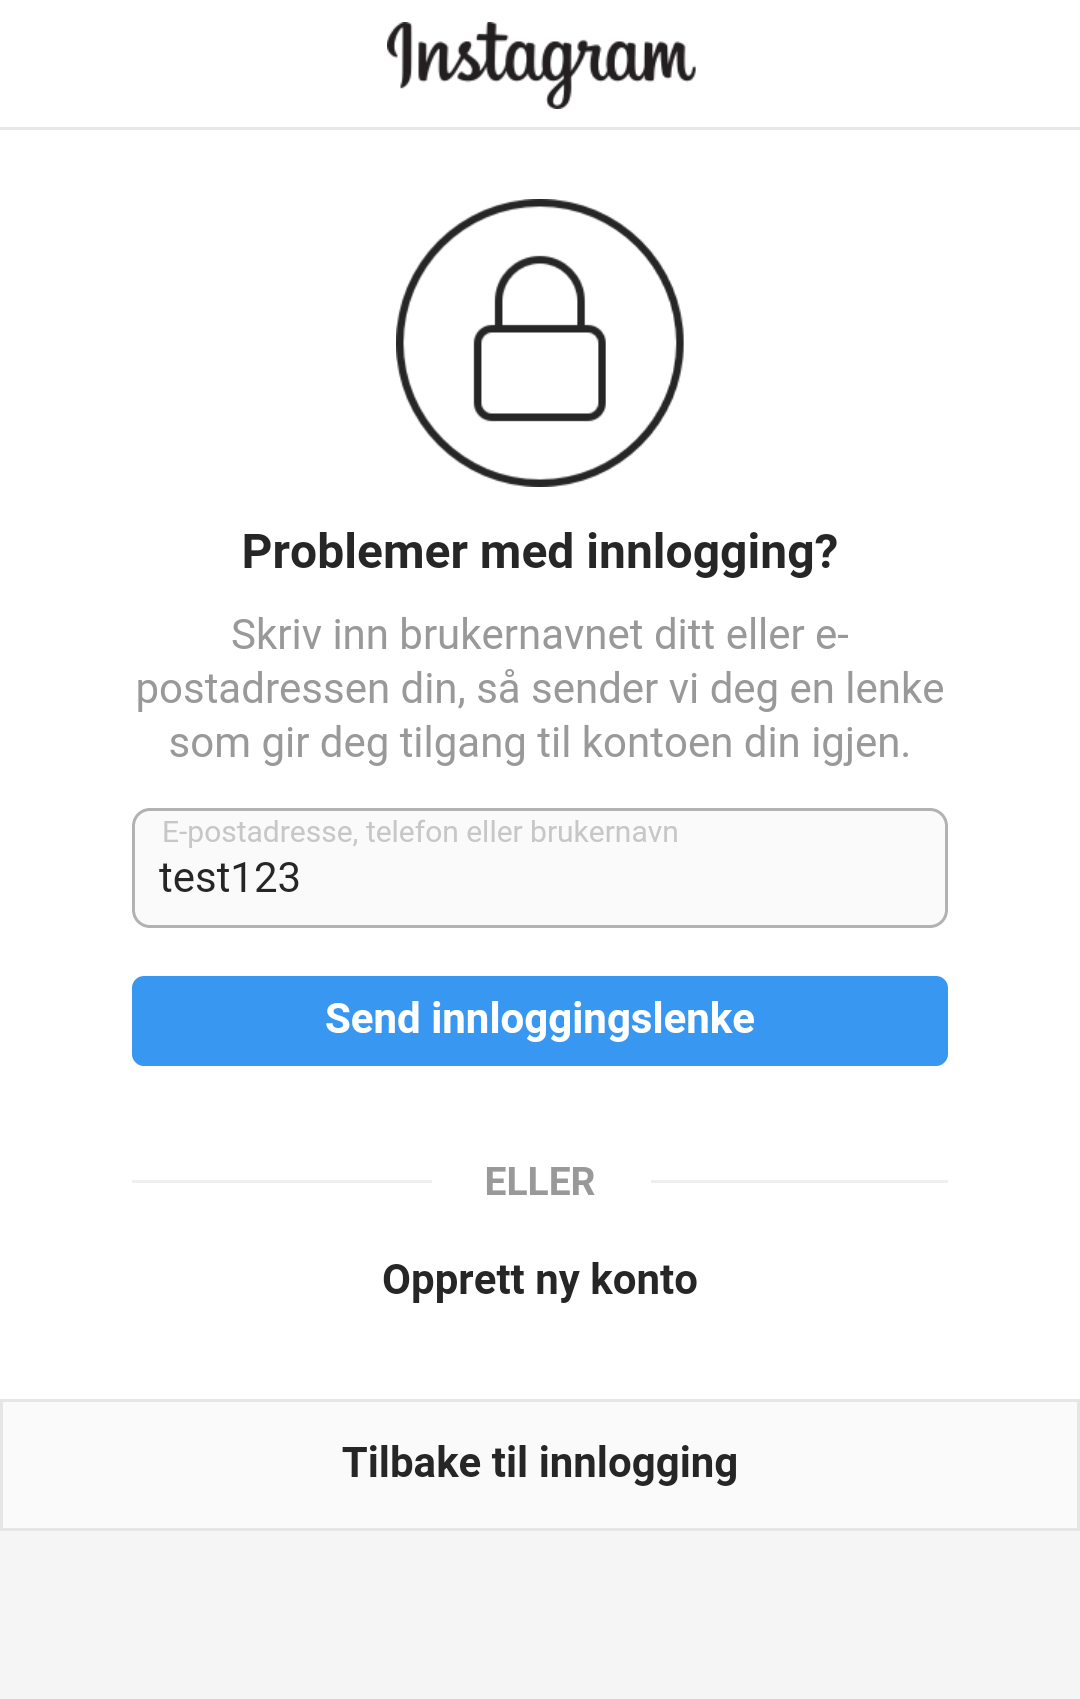 Instagram
Problemer med innlogging?
Skriv inn brukernavnet ditt eller e-
postadressen din, så sender vi deg en lenke
som gir deg tilgang til kontoen din igjen.
E-postadresse, telefon eller brukernavn
test123
Send innloggingslenke
ELLER
Opprett ny konto
Tilbake til innlogging